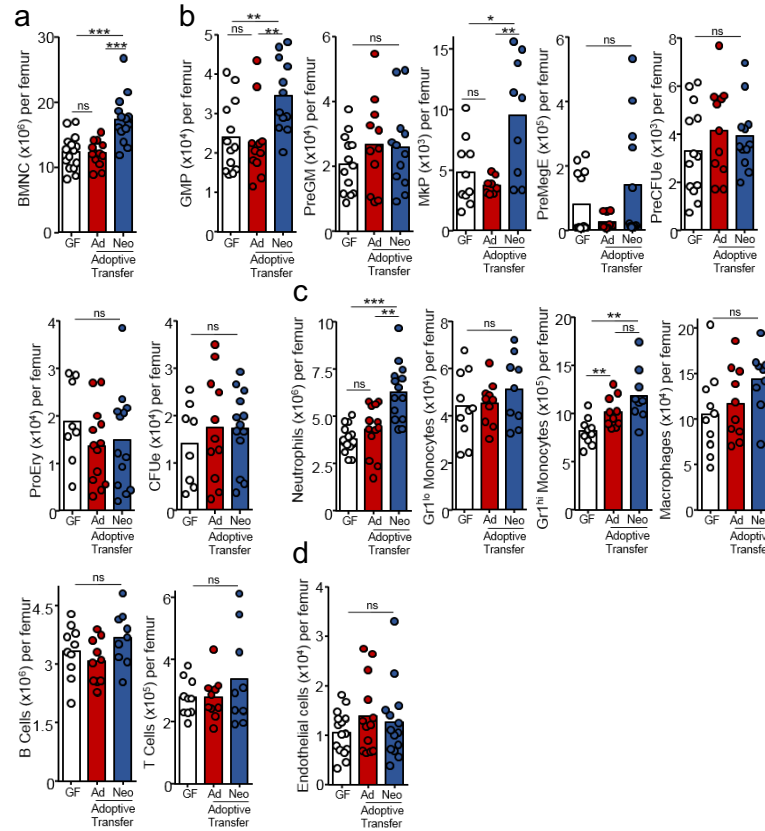 a
BMNC (x10⁶) per femur
30
20
10
0
***
***
ns
GF Ad Neo
Adoptive
Transfer
b
GMP (x10⁴) per femur
5
4
3
2
1
0
**
ns **
GF Ad Neo
Adoptive
Transfer
PreGM (x10⁴) per femur
6
4
2
0
ns
GF Ad Neo
Adoptive
Transfer
MkP (x10³) per femur
15
10
5
0
*
**
ns
GF Ad Neo
Adoptive
Transfer
PreMegE (x10⁵) per femur
6
4
2
0
ns
GF Ad Neo
Adoptive
Transfer
PreCFUe (x10³) per femur
8
6
4
2
0
ns
GF Ad Neo
Adoptive
Transfer
ProEry (x10⁴) per femur
4
3
2
1
0
ns
GF Ad Neo
Adoptive
Transfer
CFUe (x10⁴) per femur
4
3
2
1
0
ns
GF Ad Neo
Adoptive
Transfer
c
Neutrophils (x10⁶) per femur
10
7.5
5
2.5
***
**
ns
GF Ad Neo
Adoptive
Transfer
Gr1ˡᵒ Monocytes (x10⁴) per femur
8
6
4
2
0
ns
GF Ad Neo
Adoptive
Transfer
Gr1ʰⁱ Monocytes (x10⁵) per femur
20
15
10
5
0
**
ns
**
GF Ad Neo
Adoptive
Transfer
Macrophages (x10⁴) per femur
20
15
10
5
0
ns
GF Ad Neo
Adoptive
Transfer
B Cells (x10⁶) per femur
4.5
3
1.5
ns
GF Ad Neo
Adoptive
Transfer
T Cells (x10⁵) per femur
6
4
2
0
ns
GF Ad Neo
Adoptive
Transfer
d
Endothelial cells (x10⁴) per femur
4
3
2
1
0
ns
GF Ad Neo
Adoptive
Transfer